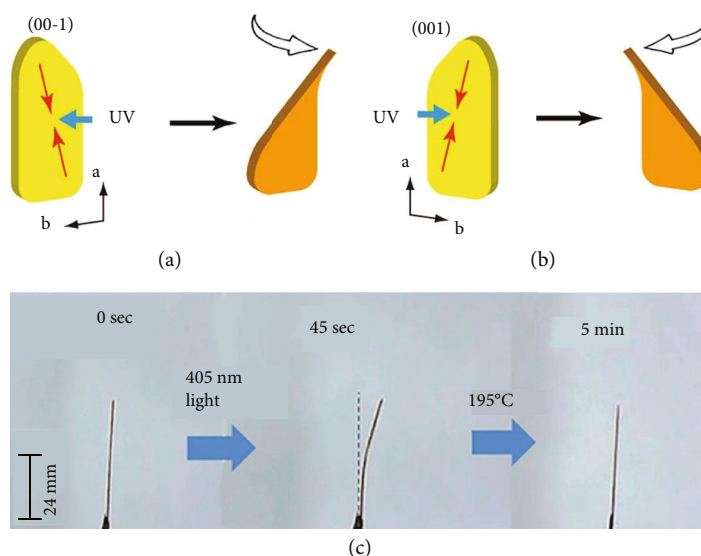 (00-1)
UV
a
b
(a)
(001)
UV
a
b
(b)
0 sec
45 sec
5 min
405 nm
light
195°C
24 mm
(c)